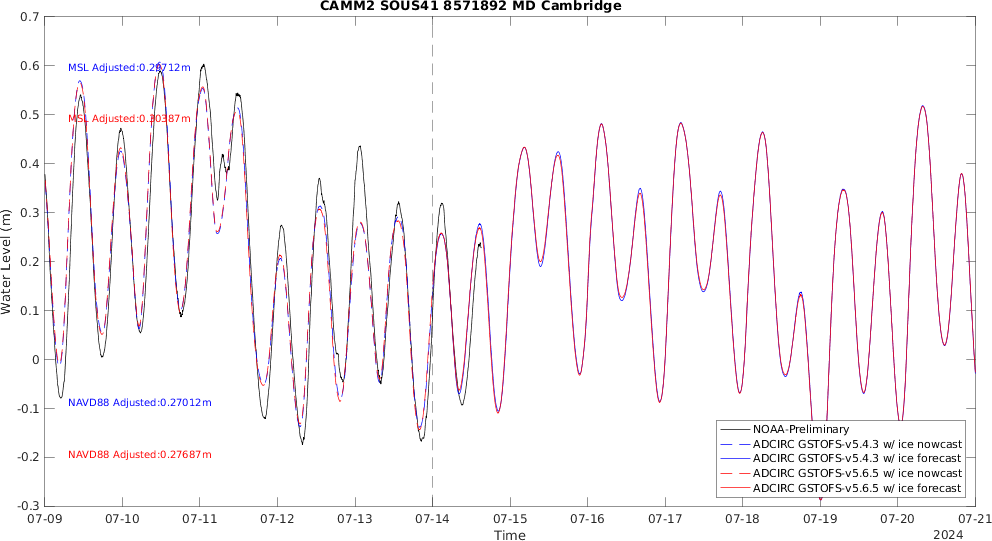 CAMM2 SOUS41 8571892 MD Cambridge
0.7
0.6
0.5
0.4
0.3
0.2
0.1
0
-0.1
-0.2
-0.3
Water Level (m)
MSL Adjusted:0.29712m
MSL Adjusted:0.30387m
NAVD88 Adjusted:0.27012m
NAVD88 Adjusted:0.27687m
NOAA-Preliminary
ADCIRC GSTOFS-v5.4.3 w/ ice nowcast
ADCIRC GSTOFS-v5.4.3 w/ ice forecast
ADCIRC GSTOFS-v5.6.5 w/ ice nowcast
ADCIRC GSTOFS-v5.6.5 w/ ice forecast
07-09 07-10 07-11 07-12 07-13 07-14 07-15 07-16 07-17 07-18 07-19 07-20 07-21
Time
2024